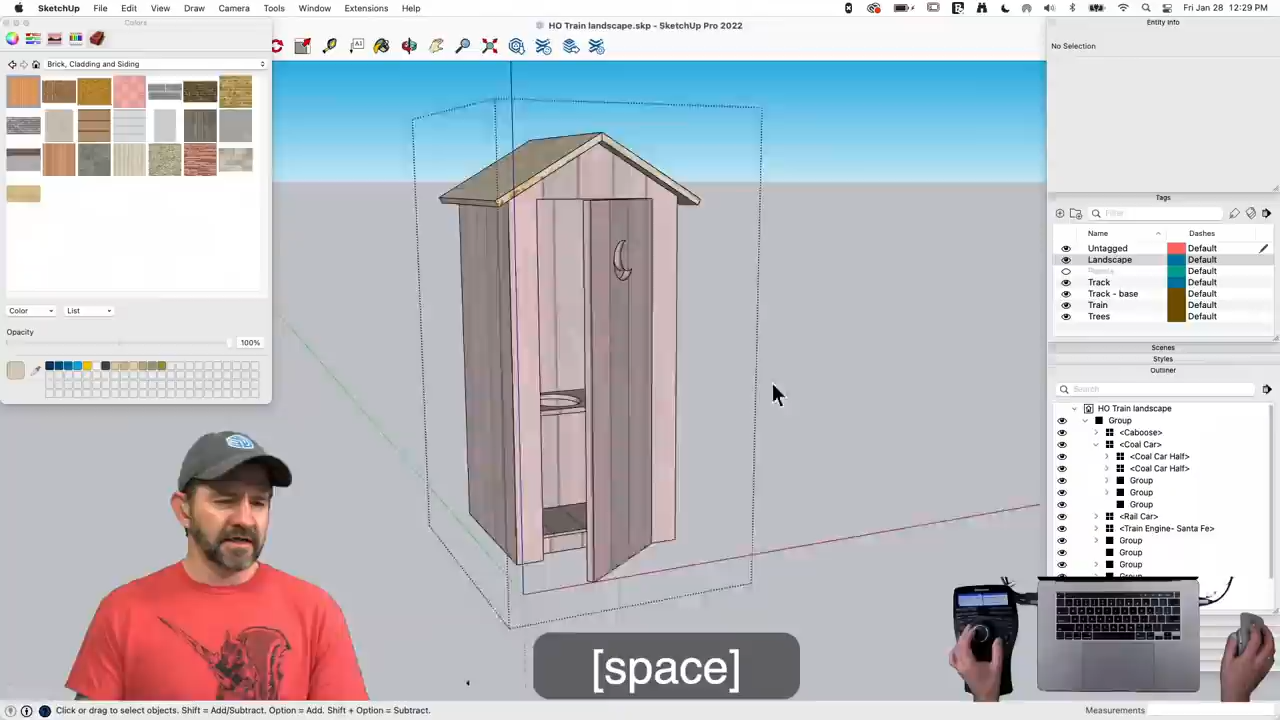 SketchUp File Edit View Draw Camera Tools Window Extensions Help
Fri Jan 28 12:29 PM
Colors
HO Train landscape.skp - SketchUp Pro 2022
Entity Info
No Selection
Brick, Cladding and Siding
Tags
Filter
Name Dashes
Untagged Default
Landscape Default
Default
Track Default
Track - base Default
Train Default
Trees Default
Color List
Opacity
100%
Scenes
Styles
Outliner
Search
HO Train landscape
Group
<Caboose>
<Coal Car>
<Coal Car Half>
<Coal Car Half>
Group
Group
Group
<Rail Car>
<Train Engine- Santa Fe>
Group
Group
Group
[space]
Click or drag to select objects. Shift = Add/Subtract. Option = Add. Shift + Option = Subtract.
Measurements